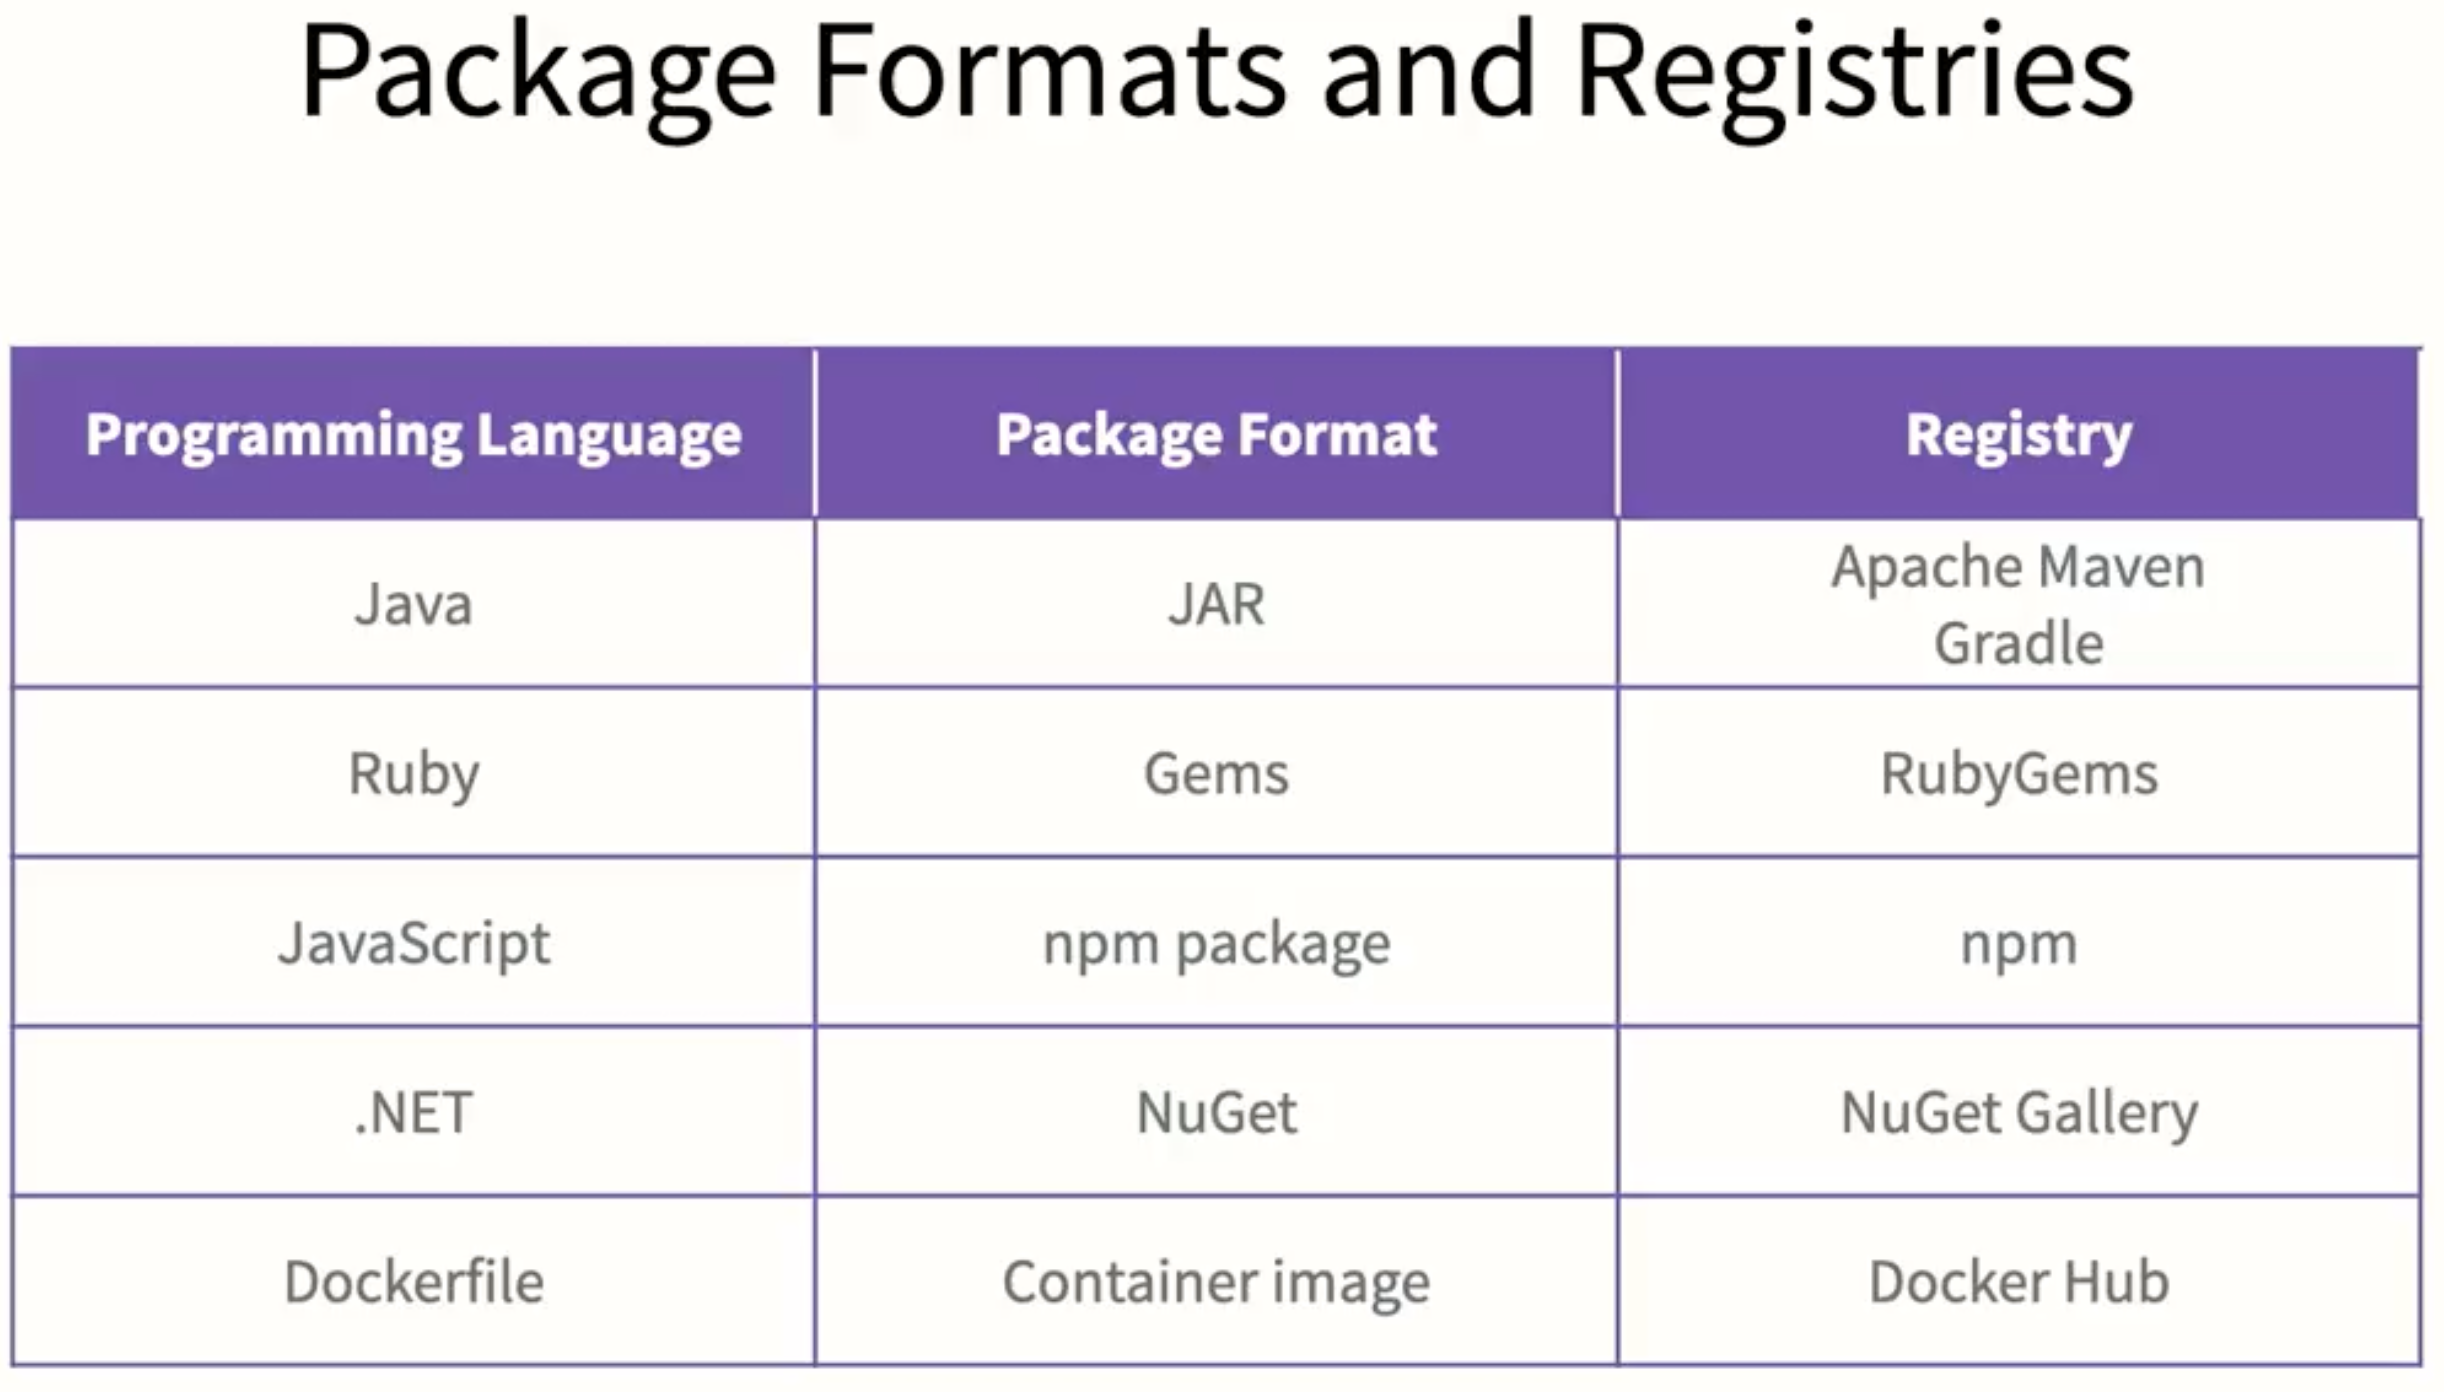 Package Formats and Registries
Programming Language Package Format Registry
Java JAR Apache Maven
Gradle
Ruby Gems RubyGems
JavaScript npm package npm
.NET NuGet NuGet Gallery
Dockerfile Container image Docker Hub